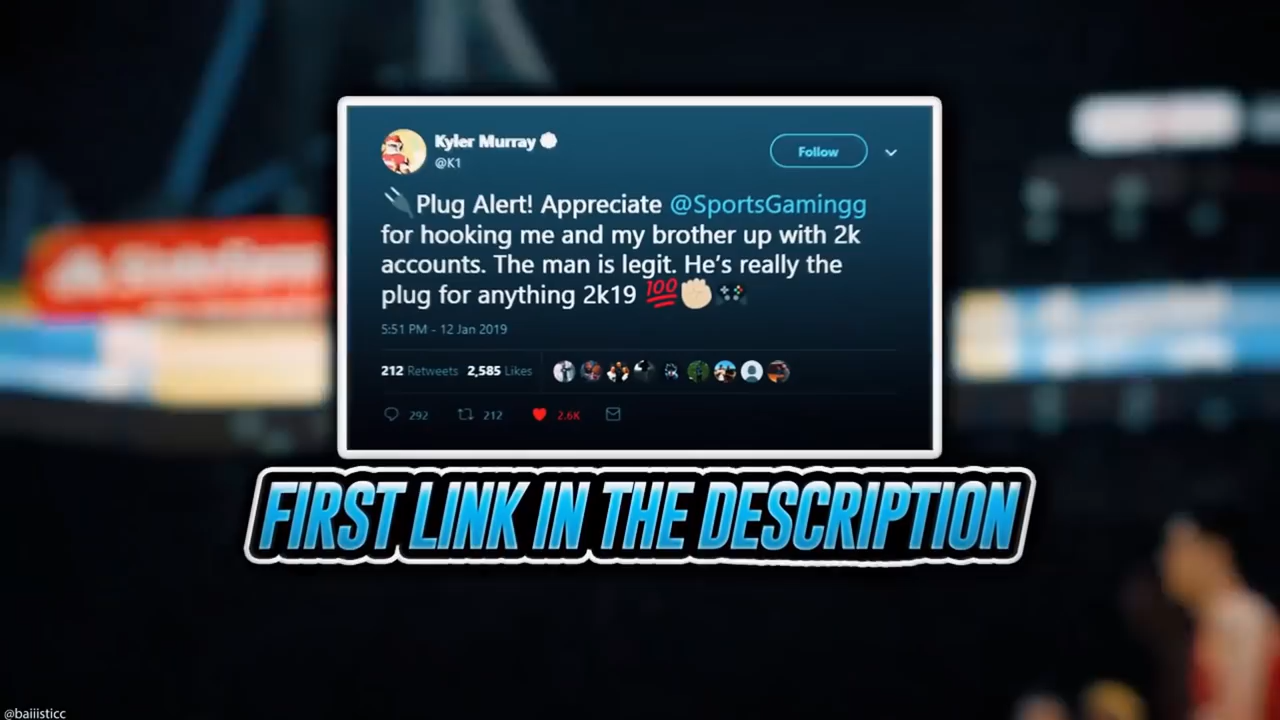 Kyler Murray
@K1
Follow
Plug Alert! Appreciate @SportsGamingg
for hooking me and my brother up with 2k
accounts. The man is legit. He's really the
plug for anything 2k19 💯✊🏼🎮
5:51 PM - 12 Jan 2019
212 Retweets 2,585 Likes
292 212 2.6K
FIRST LINK IN THE DESCRIPTION
@baiiisticc